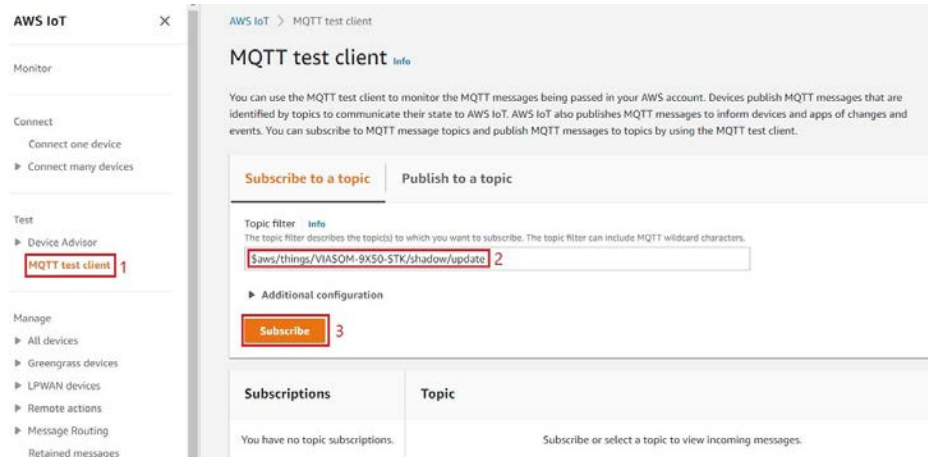 AWS IoT
×
Monitor
Connect
Connect one device
Connect many devices
Test
Device Advisor
MQTT test client 1
Manage
All devices
Greengrass devices
LPWAN devices
Remote actions
Message Routing
Retained messages
AWS IoT > MQTT test client
MQTT test client Info
You can use the MQTT test client to monitor the MQTT messages being passed in your AWS account. Devices publish MQTT messages that are
identified by topics to communicate their state to AWS IoT. AWS IoT also publishes MQTT messages to inform devices and apps of changes and
events. You can subscribe to MQTT message topics and publish MQTT messages to topics by using the MQTT test client.
Subscribe to a topic Publish to a topic
Topic filter Info
The topic filter describes the topic(s) to which you want to subscribe. The topic filter can include MQTT wildcard characters.
$aws/things/VIASOM-9X50-STK/shadow/update 2
Additional configuration
Subscribe 3
Subscriptions Topic
You have no topic subscriptions. Subscribe or select a topic to view incoming messages.